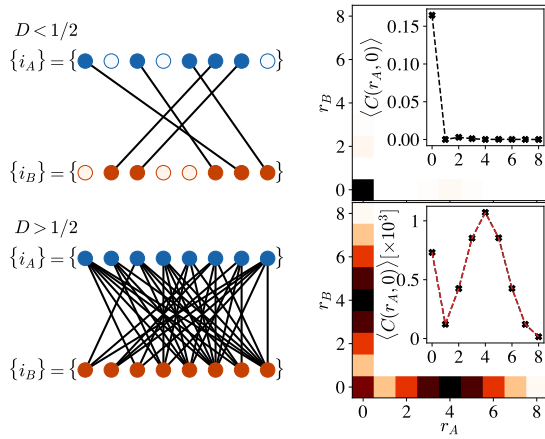 D < 1/2
{i_A} = { }
{i_B} = { }
D > 1/2
{i_A} = { }
{i_B} = { }
8
6
r_B
4
2
0
0.15
0.10
0.05
0.00
⟨C(r_A, 0)⟩
0 2 4 6 8
8
6
r_B
4
2
0
1
0.5
0
⟨C(r_A, 0)⟩[×10^3]
0 2 4 6 8
0 2 4 6 8
r_A